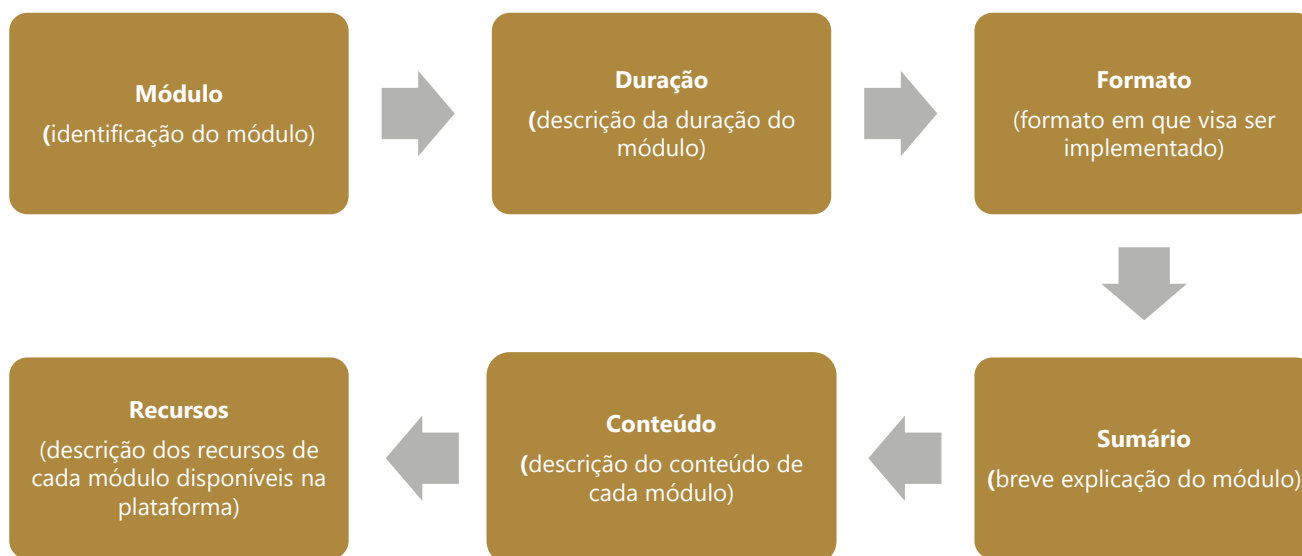 Módulo
(identificação do módulo)
Duração
(descrição da duração do
módulo)
Formato
(formato em que visa ser
implementado)
Sumário
(breve explicação do módulo)
Conteúdo
(descrição do conteúdo de
cada módulo)
Recursos
(descrição dos recursos de
cada módulo disponíveis na
plataforma)